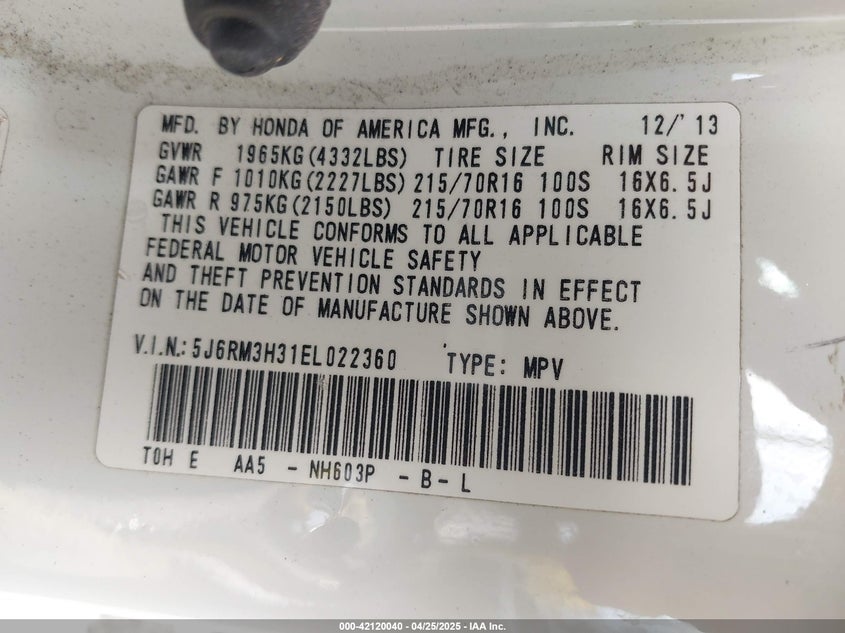 MFD. BY HONDA OF AMERICA MFG., INC. 12/'13
GVWR 1965KG(4332LBS) TIRE SIZE RIM SIZE
GAWR F 1010KG(2227LBS) 215/70R16 100S 16X6.5J
GAWR R 975KG(2150LBS) 215/70R16 100S 16X6.5J
THIS VEHICLE CONFORMS TO ALL APPLICABLE
FEDERAL MOTOR VEHICLE SAFETY
AND THEFT PREVENTION STANDARDS IN EFFECT
ON THE DATE OF MANUFACTURE SHOWN ABOVE.
V.I.N.: 5J6RM3H31EL022360 TYPE: MPV
T0H E AA5 - NH603P - B - L
000-42120040 - 04/25/2025 - IAA Inc.